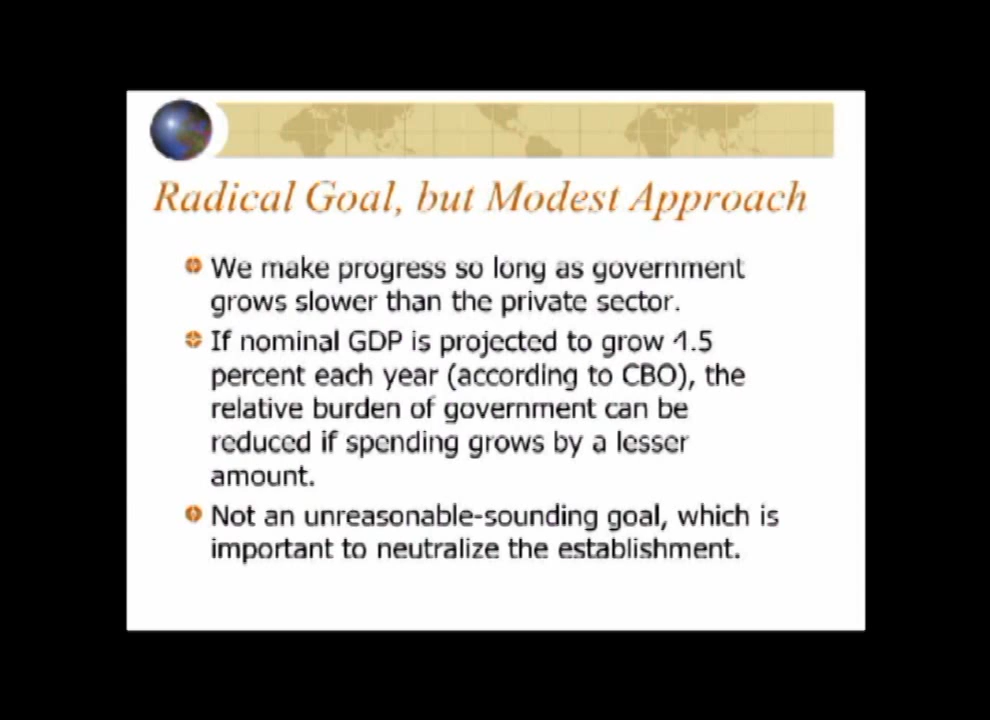 Radical Goal, but Modest Approach
We make progress so long as government
grows slower than the private sector.
If nominal GDP is projected to grow 4.5
percent each year (according to CBO), the
relative burden of government can be
reduced if spending grows by a lesser
amount.
Not an unreasonable-sounding goal, which is
important to neutralize the establishment.